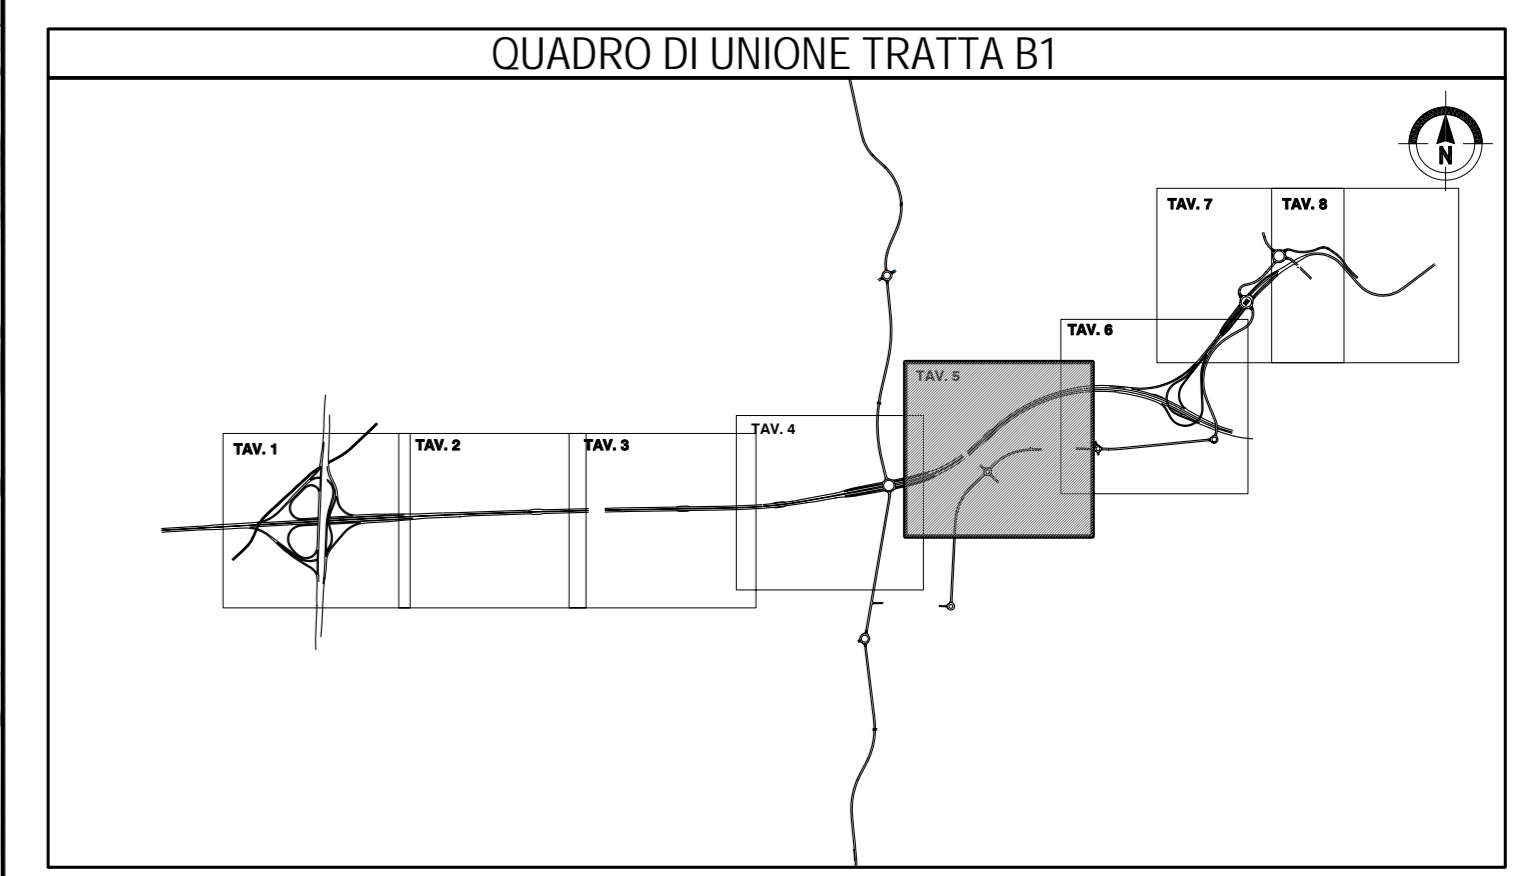 QUADRO DI UNIONE TRATTA B1
N
TAV. 7
TAV. 8
TAV. 6
TAV. 5
TAV. 4
TAV. 1
TAV. 2
TAV. 3